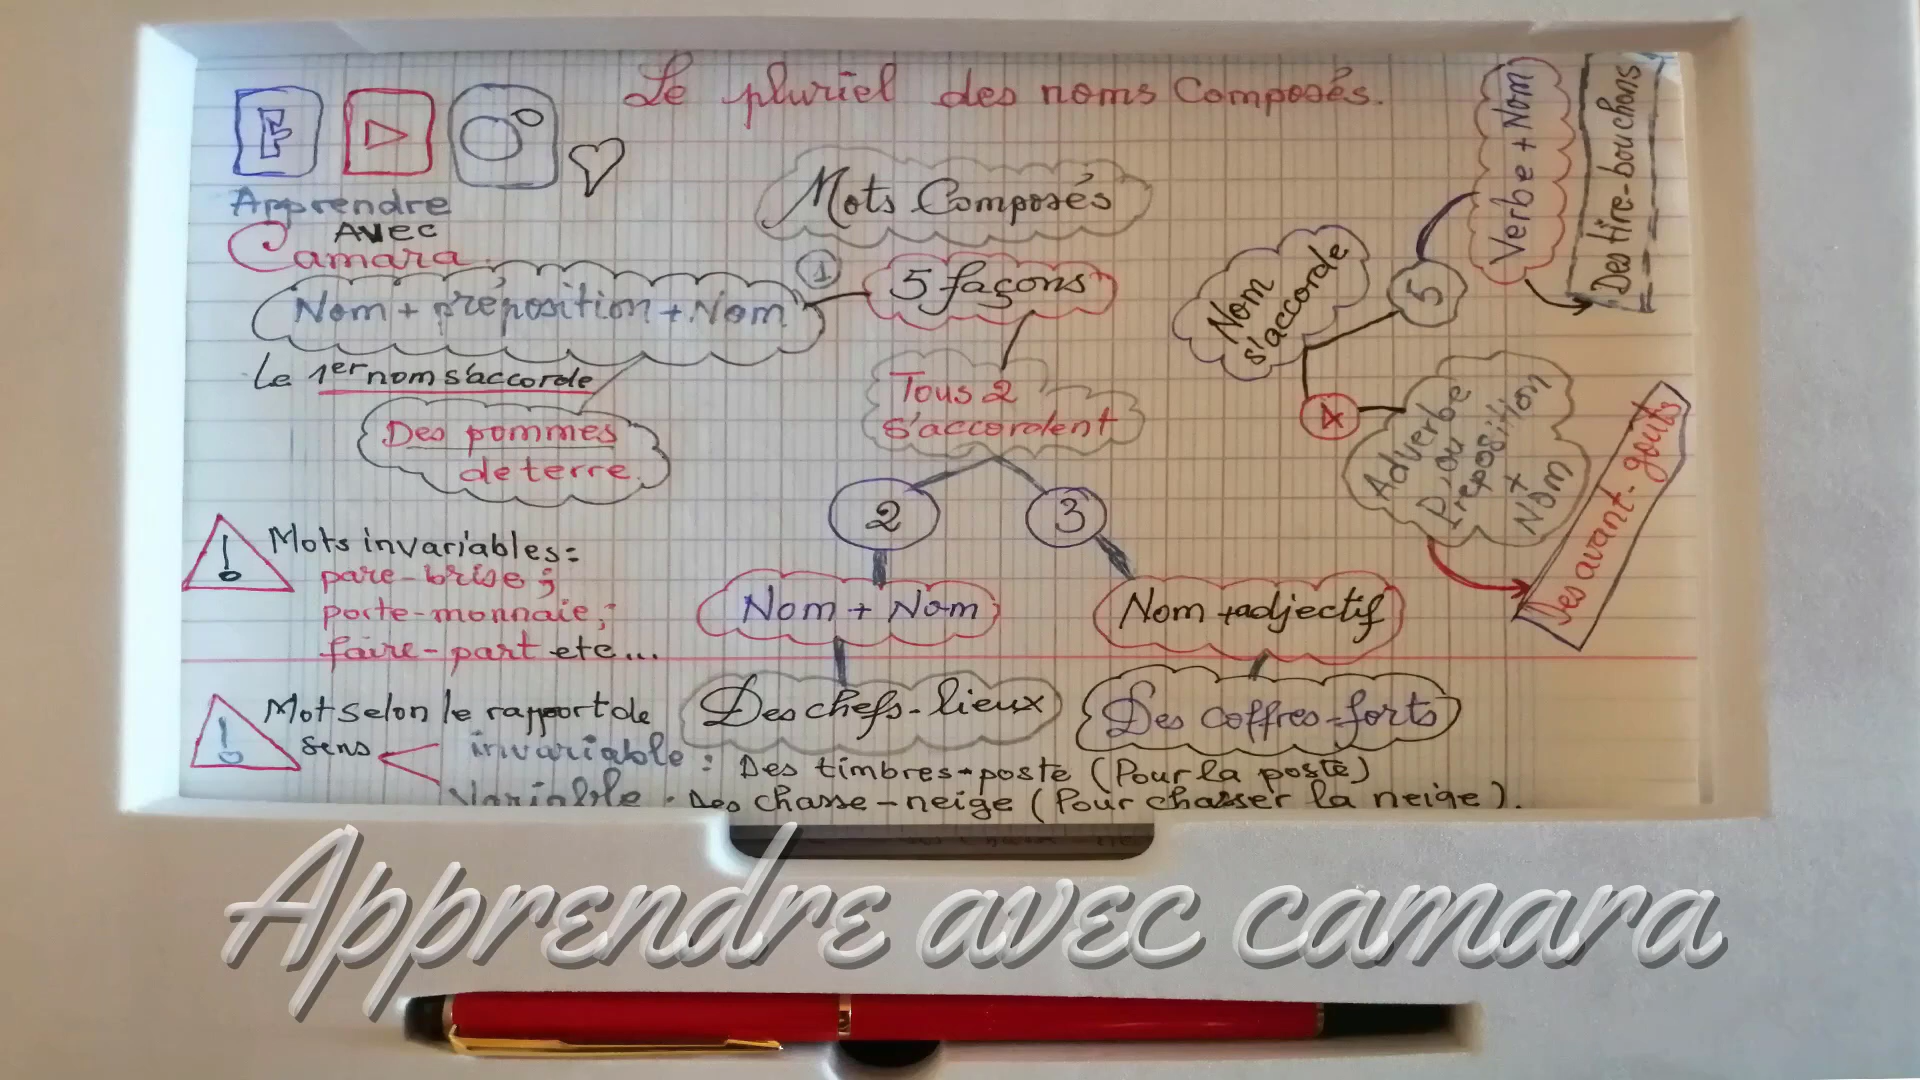 Le pluriel des noms Composés.
F
Apprendre
AVEC
Camara
Mots Composés
5 façons
1
Nom + préposition + Nom
Le 1er nom s'accorde
Des pommes
de terre.
Tous 2
s'accordent
2
3
Nom + Nom
Nom + adjectif
Des chefs-lieux
Des coffres-forts
Nom
s'accorde
5
Verbe + Nom
Des tire-bouchons
4
Adverbe
ou
Préposition
+
Nom
Des avant-goûts
! Mots invariables :
pare-brise ;
porte-monnaie ;
faire-part etc...
! Mot selon le rapport de
sens
invariable : Des timbres-poste (Pour la poste)
Variable : Des chasse-neige (Pour chasser la neige).
Apprendre avec camara